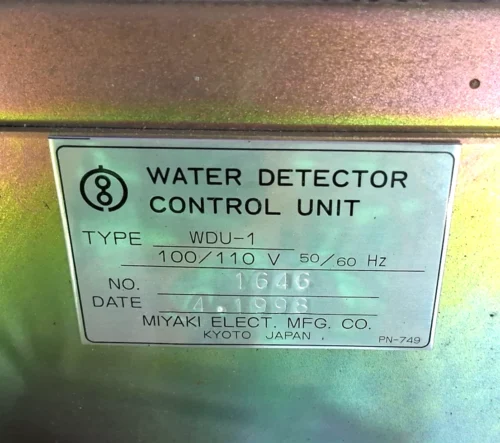 WATER DETECTOR
CONTROL UNIT
TYPE WDU-1
100/110 V 50/60 Hz
NO. 1646
DATE 4.1998
MIYAKI ELECT. MFG. CO.
KYOTO JAPAN,
PN-749